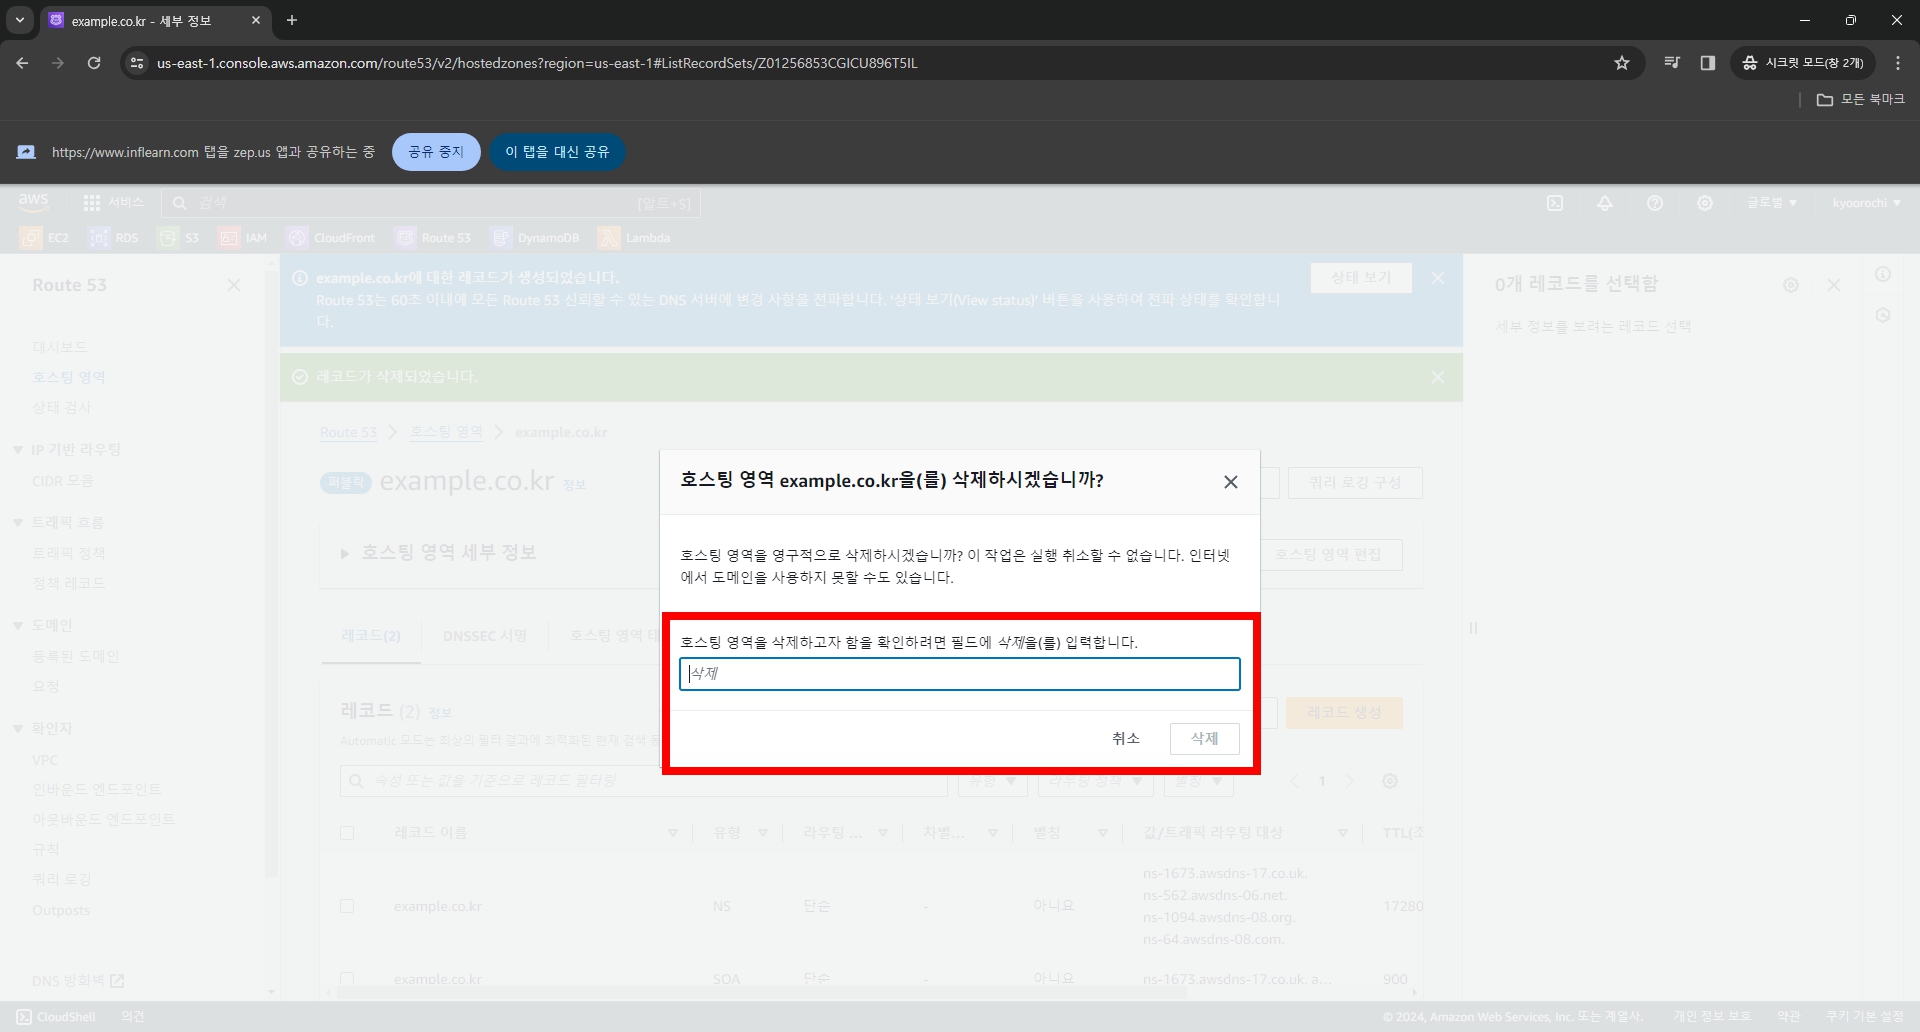 example.co.kr - 세부 정보
us-east-1.console.aws.amazon.com/route53/v2/hostedzones?region=us-east-1#ListRecordSets/Z01256853CGICU896T5IL
시크릿 모드(창 2개)
모든 북마크
https://www.inflearn.com 탭을 zep.us 앱과 공유하는 중
공유 중지
이 탭을 대신 공유
aws
서비스
검색
[알트+S]
글로벌
kyoorochi
EC2
RDS
S3
IAM
CloudFront
Route 53
DynamoDB
Lambda
Route 53
대시보드
호스팅 영역
상태 검사
IP 기반 라우팅
CIDR 모음
트래픽 흐름
트래픽 정책
정책 레코드
도메인
등록된 도메인
요청
확인자
VPC
인바운드 엔드포인트
아웃바운드 엔드포인트
규칙
쿼리 로깅
Outposts
DNS 방화벽
example.co.kr에 대한 레코드가 생성되었습니다.
Route 53는 60초 이내에 모든 Route 53 신뢰할 수 있는 DNS 서버에 변경 사항을 전파합니다. '상태 보기(View status)' 버튼을 사용하여 전파 상태를 확인합니
다.
상태 보기
레코드가 삭제되었습니다.
Route 53
호스팅 영역
example.co.kr
퍼블릭
example.co.kr
정보
쿼리 로깅 구성
호스팅 영역 세부 정보
호스팅 영역 편집
레코드(2)
DNSSEC 서명
호스팅 영역 태
레코드 (2)
정보
레코드 생성
Automatic 모드는 최상의 필터 결과에 최적화된 현재 검색 동
속성 또는 값을 기준으로 레코드 필터링
유형
라우팅 정책
별칭
1
레코드 이름
유형
라우팅 ...
차별...
별칭
값/트래픽 라우팅 대상
TTL(초
example.co.kr
NS
단순
-
아니요
ns-1673.awsdns-17.co.uk.
ns-562.awsdns-06.net.
ns-1094.awsdns-08.org.
ns-64.awsdns-08.com.
17280
example.co.kr
SOA
단순
-
아니요
ns-1673.awsdns-17.co.uk. a...
900
0개 레코드를 선택함
세부 정보를 보려는 레코드 선택
호스팅 영역 example.co.kr을(를) 삭제하시겠습니까?
호스팅 영역을 영구적으로 삭제하시겠습니까? 이 작업은 실행 취소할 수 없습니다. 인터넷
에서 도메인을 사용하지 못할 수도 있습니다.
호스팅 영역을 삭제하고자 함을 확인하려면 필드에 삭제을(를) 입력합니다.
삭제
취소
삭제
CloudShell
의견
© 2024, Amazon Web Services, Inc. 또는 계열사.
개인 정보 보호
약관
쿠키 기본 설정